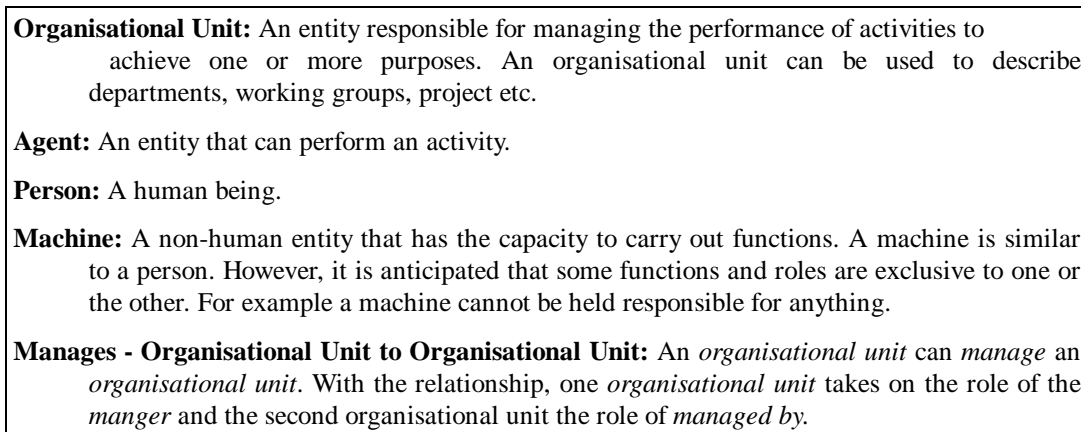 Organisational Unit: An entity responsible for managing the performance of activities to
achieve one or more purposes. An organisational unit can be used to describe
departments, working groups, project etc.
Agent: An entity that can perform an activity.
Person: A human being.
Machine: A non-human entity that has the capacity to carry out functions. A machine is similar
to a person. However, it is anticipated that some functions and roles are exclusive to one or
the other. For example a machine cannot be held responsible for anything.
Manages - Organisational Unit to Organisational Unit: An organisational unit can manage an
organisational unit. With the relationship, one organisational unit takes on the role of the
manger and the second organisational unit the role of managed by.